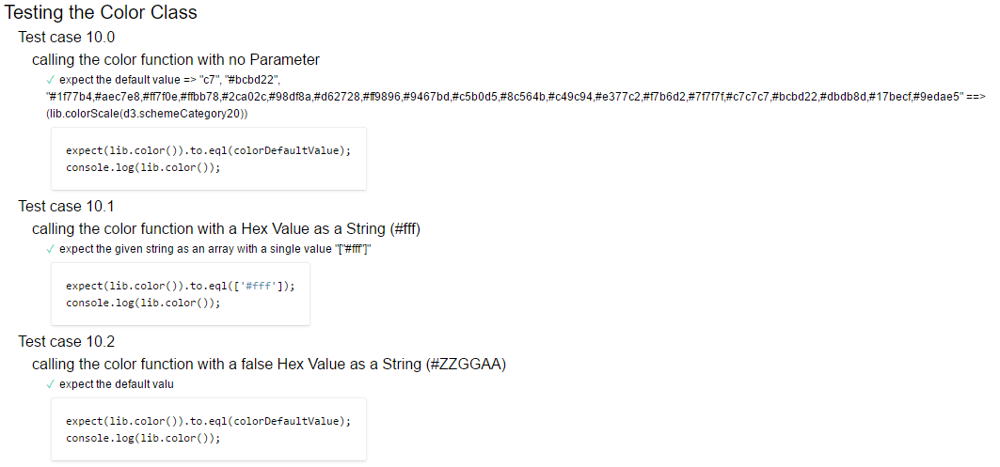 Testing the Color Class
Test case 10.0
calling the color function with no Parameter
✓ expect the default value => "c7", "#bcbd22",
"#1f77b4,#aec7e8,#ff7f0e,#ffbb78,#2ca02c,#98df8a,#d62728,#ff9896,#9467bd,#c5b0d5,#8c564b,#c49c94,#e377c2,#f7b6d2,#7f7f7f,#c7c7c7,#bcbd22,#dbdb8d,#17becf,#9edae5" ==>
(lib.colorScale(d3.schemeCategory20))
expect(lib.color()).to.eql(colorDefaultValue);
console.log(lib.color());
Test case 10.1
calling the color function with a Hex Value as a String (#fff)
✓ expect the given string as an array with a single value "["#fff"]"
expect(lib.color()).to.eql(['#fff']);
console.log(lib.color());
Test case 10.2
calling the color function with a false Hex Value as a String (#ZZGGAA)
✓ expect the default valu
expect(lib.color()).to.eql(colorDefaultValue);
console.log(lib.color());